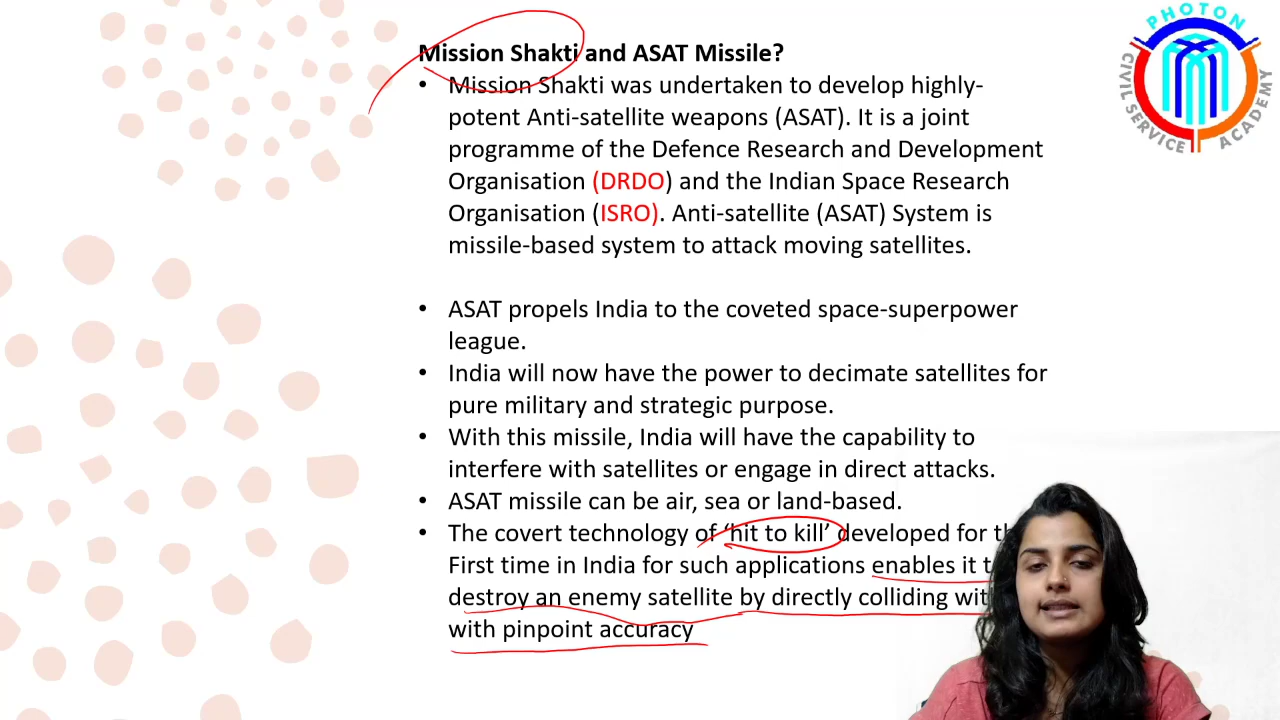 PHOTON
CIVIL SERVICE
ACADEMY
Mission Shakti and ASAT Missile?
• Mission Shakti was undertaken to develop highly-
potent Anti-satellite weapons (ASAT). It is a joint
programme of the Defence Research and Development
Organisation (DRDO) and the Indian Space Research
Organisation (ISRO). Anti-satellite (ASAT) System is
missile-based system to attack moving satellites.
• ASAT propels India to the coveted space-superpower
league.
• India will now have the power to decimate satellites for
pure military and strategic purpose.
• With this missile, India will have the capability to
interfere with satellites or engage in direct attacks.
• ASAT missile can be air, sea or land-based.
• The covert technology of ‘hit to kill’ developed for
First time in India for such applications enables it
destroy an enemy satellite by directly colliding
with pinpoint accuracy